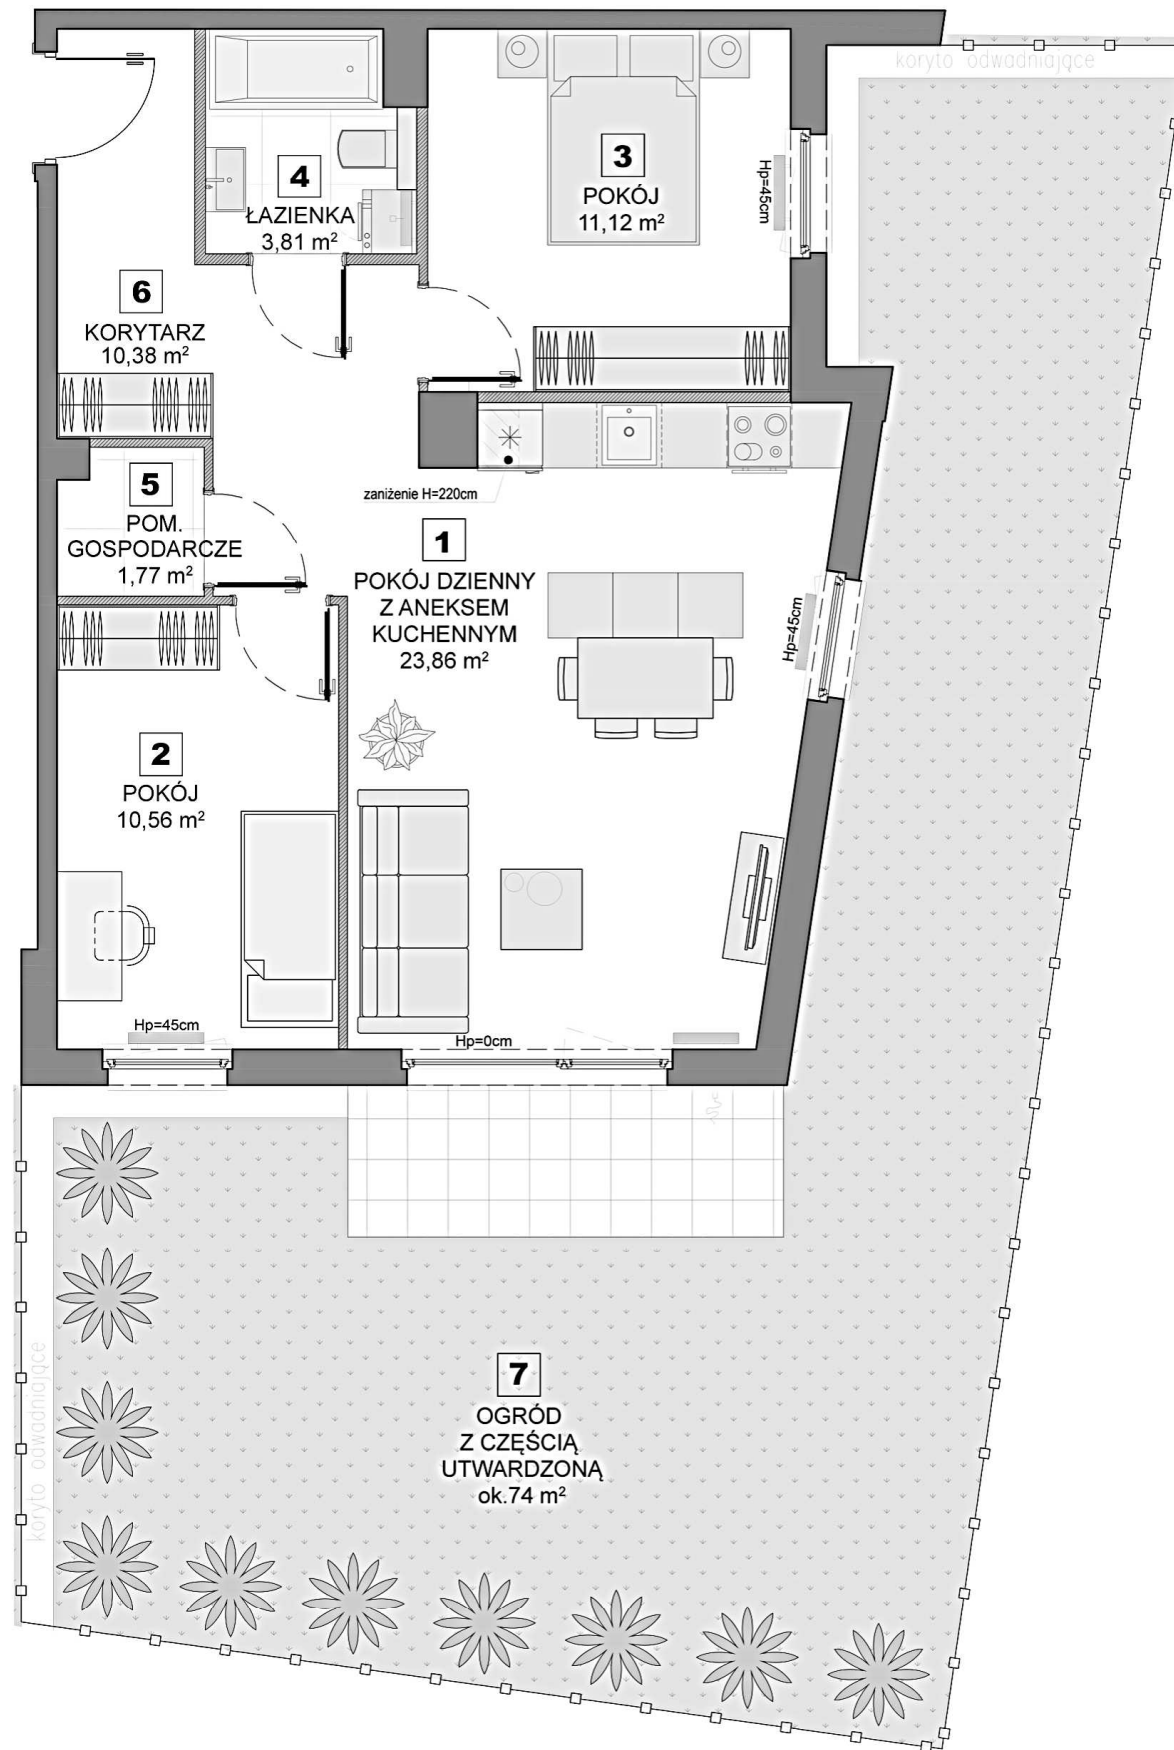 koryto odwadniające
3
POKÓJ
11,12 m²
Hp=45cm
4
ŁAZIENKA
3,81 m²
6
KORYTARZ
10,38 m²
5
POM.
GOSPODARCZE
1,77 m²
zaniżenie H=220cm
1
POKÓJ DZIENNY
Z ANEKSEM
KUCHENNYM
23,86 m²
Hp=45cm
2
POKÓJ
10,56 m²
Hp=45cm
Hp=0cm
7
OGRÓD
Z CZĘŚCIĄ
UTWARDZONĄ
ok.74 m²
koryto odwadniające